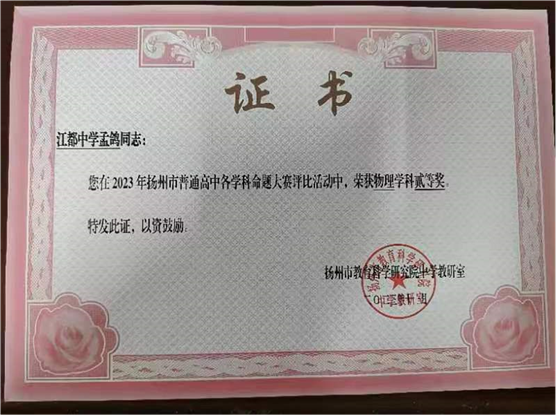 证书
江都中学孟鸽同志：
您在2023年扬州市普通高中各学科命题大赛评比活动中，荣获物理学科贰等奖。
特发此证，以资鼓励。
扬州市教育科学研究院中学教研室